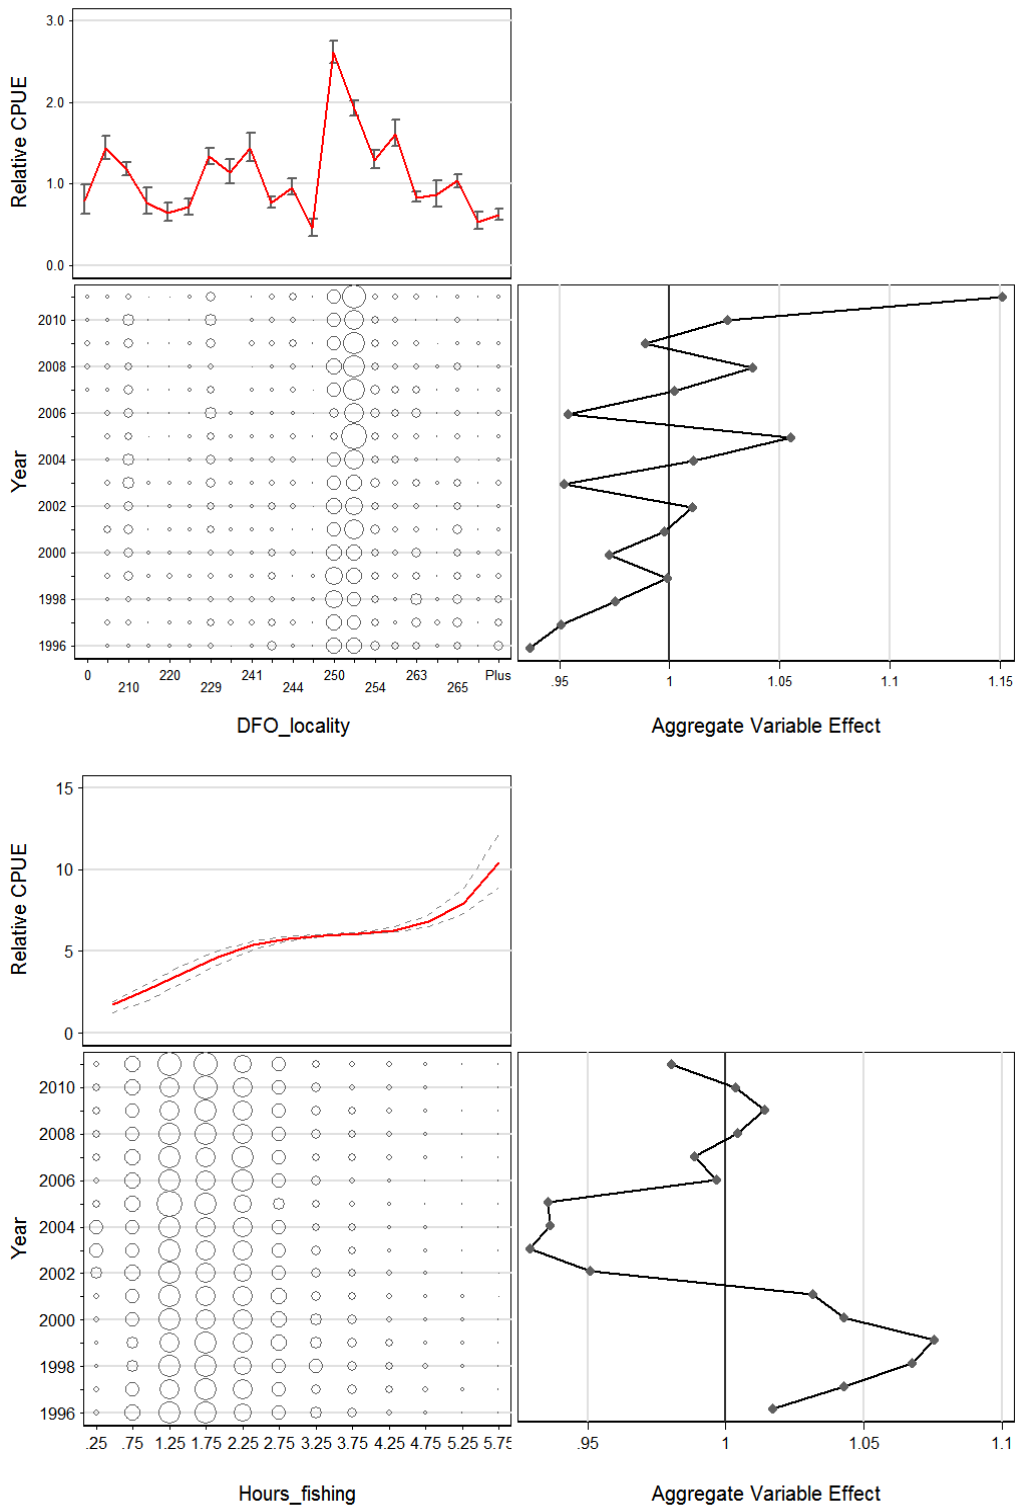 3.0
2.0
1.0
0.0
Relative CPUE
2010
2008
2006
2004
2002
2000
1998
1996
Year
0 220 241 250 263 Plus
210 229 244 254 265
DFO_locality
.95 1 1.05 1.1 1.15
Aggregate Variable Effect
15
10
5
0
Relative CPUE
2010
2008
2006
2004
2002
2000
1998
1996
Year
.25 .75 1.25 1.75 2.25 2.75 3.25 3.75 4.25 4.75 5.25 5.75
Hours_fishing
.95 1 1.05 1.1
Aggregate Variable Effect